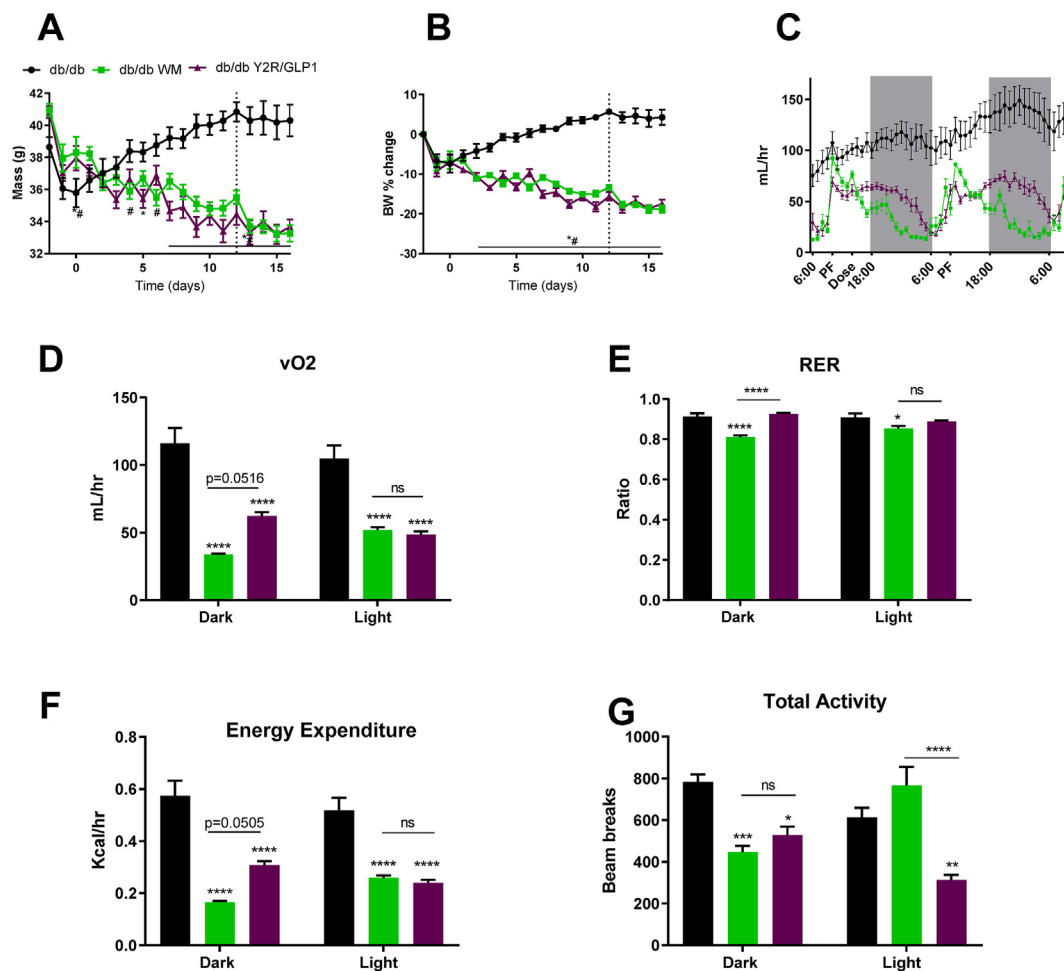 A
B
C
db/db
db/db WM
db/db Y2R/GLP1
Mass (g)
42
40
38
36
34
32
*#
#
*
#
*#
0
5
10
15
Time (days)
BW % change
10
0
-10
-20
-30
*#
0
5
10
15
Time (days)
mL/hr
150
100
50
0
6:00
PF
Dose
18:00
6:00
PF
18:00
6:00
D
vO2
mL/hr
150
100
50
0
p=0.0516
****
****
ns
****
****
Dark
Light
E
RER
Ratio
1.0
0.8
0.6
0.4
0.2
0.0
****
****
ns
*
Dark
Light
F
Energy Expenditure
Kcal/hr
0.8
0.6
0.4
0.2
0.0
p=0.0505
****
****
ns
****
****
Dark
Light
G
Total Activity
Beam breaks
1000
800
600
400
200
0
ns
***
*
****
**
Dark
Light